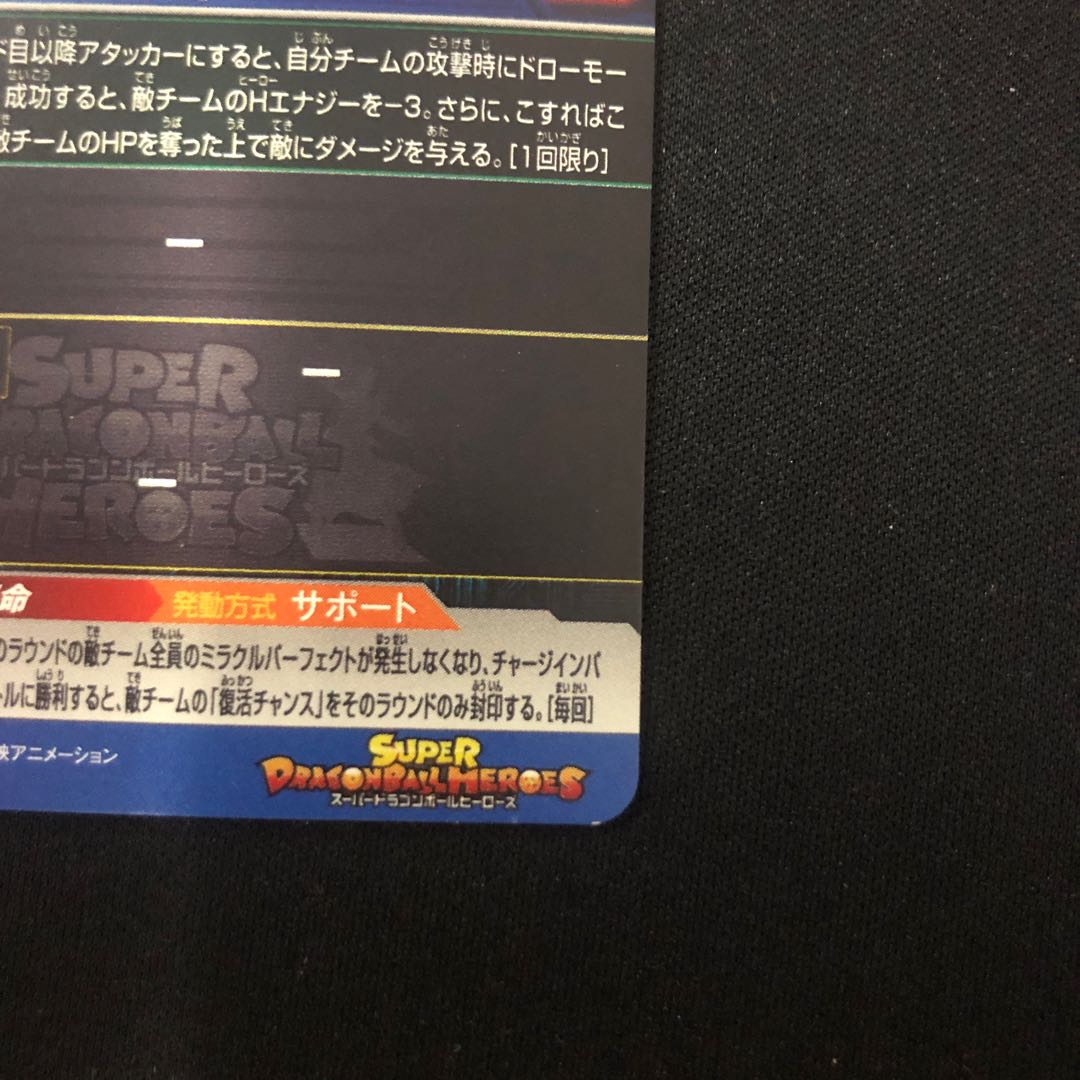 目以降アタッカーにすると、自分チームの攻撃時にドローモー
成功すると、敵チームのHエナジーを-3。さらに、こすればこ
敵チームのHPを奪った上で敵にダメージを与える。[1回限り]
SUPER
DRAGONBALL
スーパードラゴンボールヒーローズ
HEROES
命 発動方式 サポート
のラウンドの敵チーム全員のミラクルパーフェクトが発生しなくなり、チャージインパ
トルに勝利すると、敵チームの「復活チャンス」をそのラウンドのみ封印する。[毎回]
映アニメーション
SUPER
DRAGONBALL HEROES
スーパードラゴンボールヒーローズ